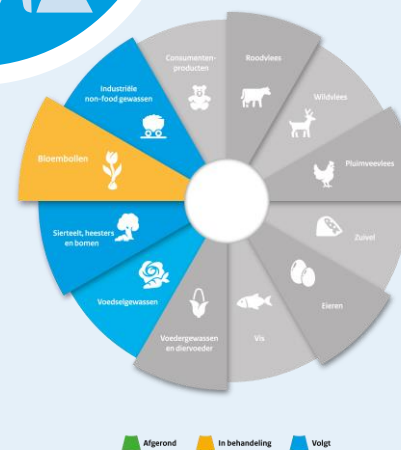 Consumenten-
producten
Roodvlees
Wildvlees
Pluimveevlees
Zuivel
Eieren
Vis
Voedergewassen
en diervoeder
Voedselgewassen
Sierteelt, heesters
en bomen
Bloembollen
Industriële
non-food gewassen
Afgerond
In behandeling
Volgt